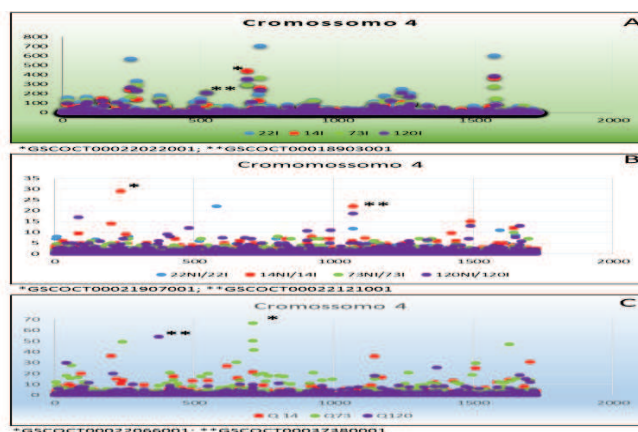 Cromossomo 4
A
800
700
600
500
400
300
200
100
0
*
**
0 500 1000 1500 2000
22I 14I 73I 120I
*GSCOCT00022022001; **GSCOCT00018903001
Cromomossomo 4
B
35
30
25
20
15
10
5
0
*
**
0 500 1000 1500 2000
22NI/22I 14NI/14I 73NI/73I 120NI/120I
*GSCOCT00021907001; **GSCOCT00022121001
Cromossomo 4
C
70
60
50
40
30
20
10
0
*
**
0 500 1000 1500 2000
Q 14 Q73 Q120
*GSCOCT00022066001; **GSCOCT00037380001